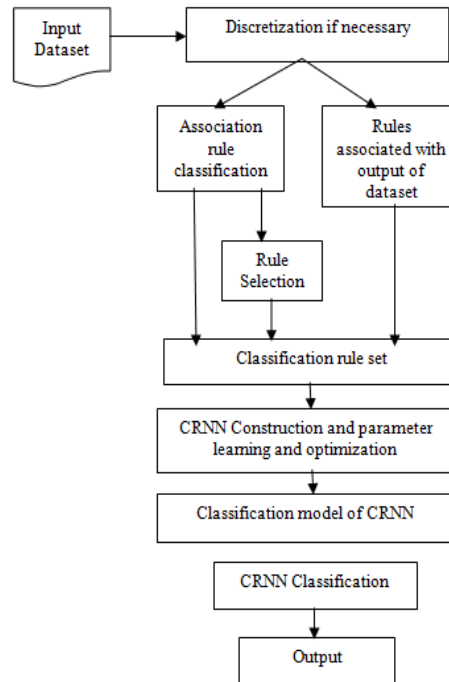 Input
Dataset
Discretization if necessary
Association
rule
classification
Rules
associated with
output of
dataset
Rule
Selection
Classification rule set
CRNN Construction and parameter
learning and optimization
Classification model of CRNN
CRNN Classification
Output